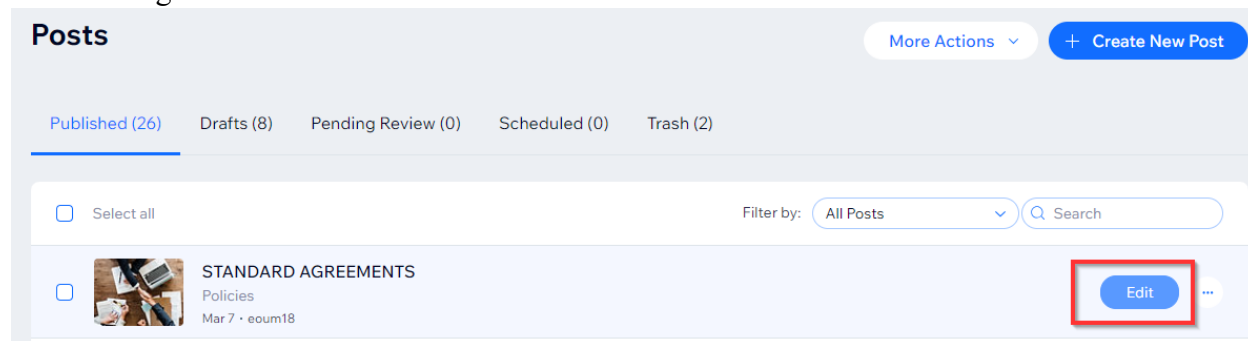 Posts
More Actions
+ Create New Post
Published (26) Drafts (8) Pending Review (0) Scheduled (0) Trash (2)
Select all
Filter by: All Posts Search
STANDARD AGREEMENTS
Policies
Mar 7 • eoum18
Edit ...